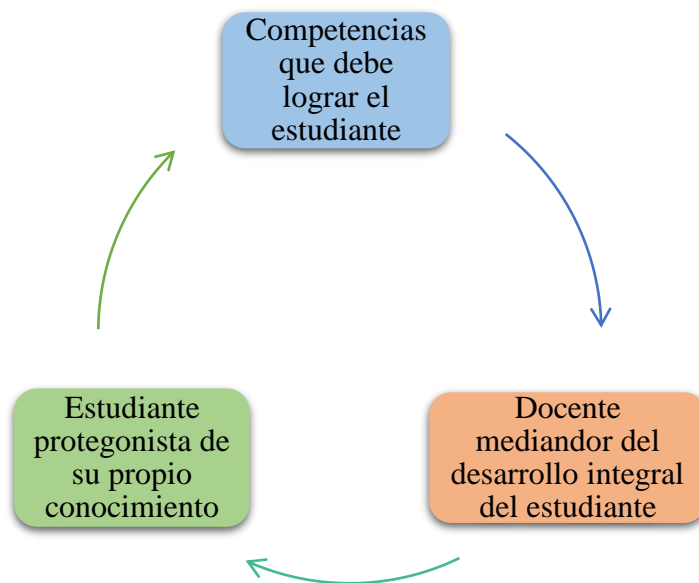 Competencias
que debe
lograr el
estudiante
Estudiante
protegonista de
su propio
conocimiento
Docente
mediandor del
desarrollo integral
del estudiante